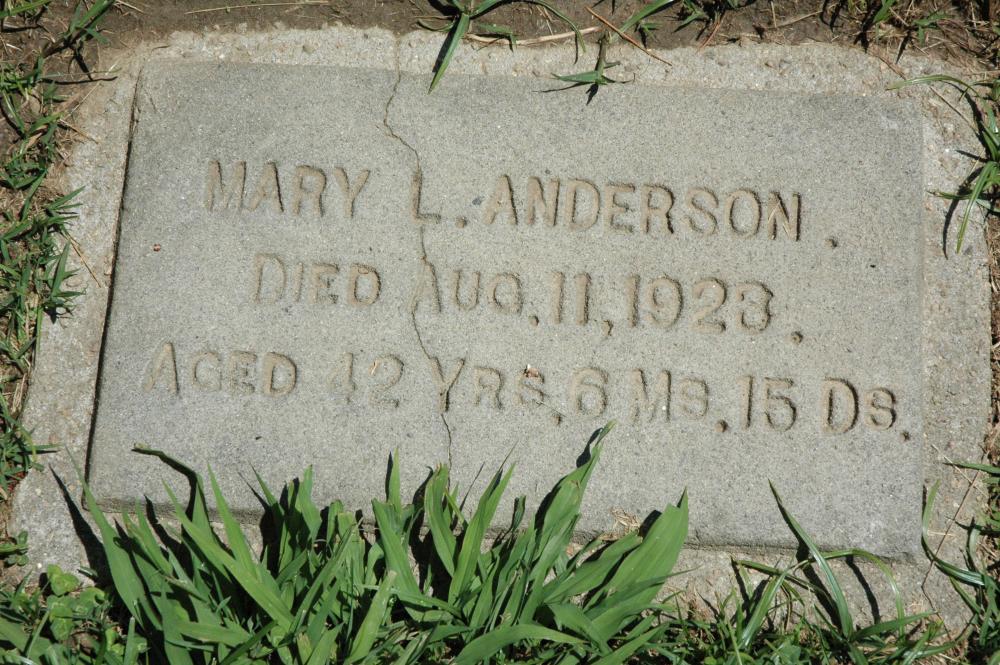 MARY L. ANDERSON.
DIED AUG. 11, 1923.
AGED 42 YRS. 6 MS. 15 DS.